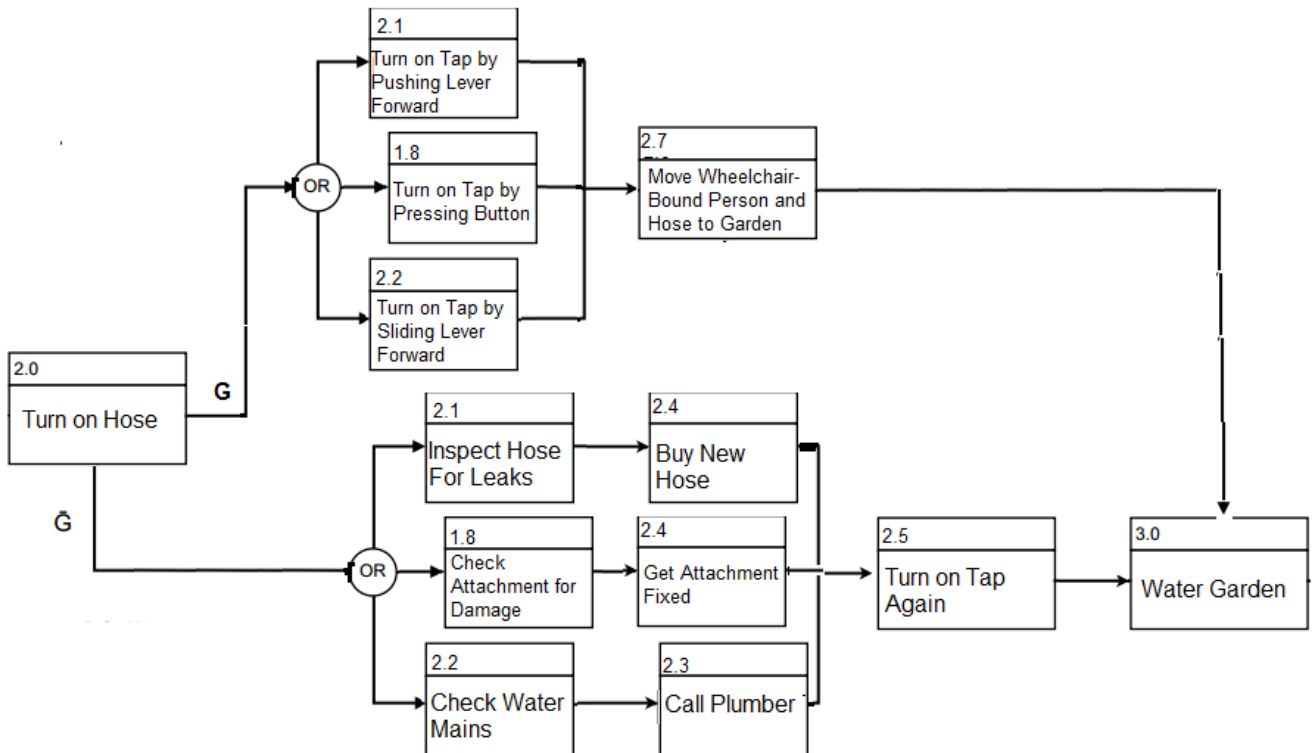 2.1
Turn on Tap by
Pushing Lever
Forward
OR
1.8
Turn on Tap by
Pressing Button
2.2
Turn on Tap by
Sliding Lever
Forward
2.7
Move Wheelchair-
Bound Person and
Hose to Garden
2.0
Turn on Hose
G
Ḡ
OR
2.1
Inspect Hose
For Leaks
2.4
Buy New
Hose
1.8
Check
Attachment for
Damage
2.4
Get Attachment
Fixed
2.2
Check Water
Mains
2.3
Call Plumber
2.5
Turn on Tap
Again
3.0
Water Garden